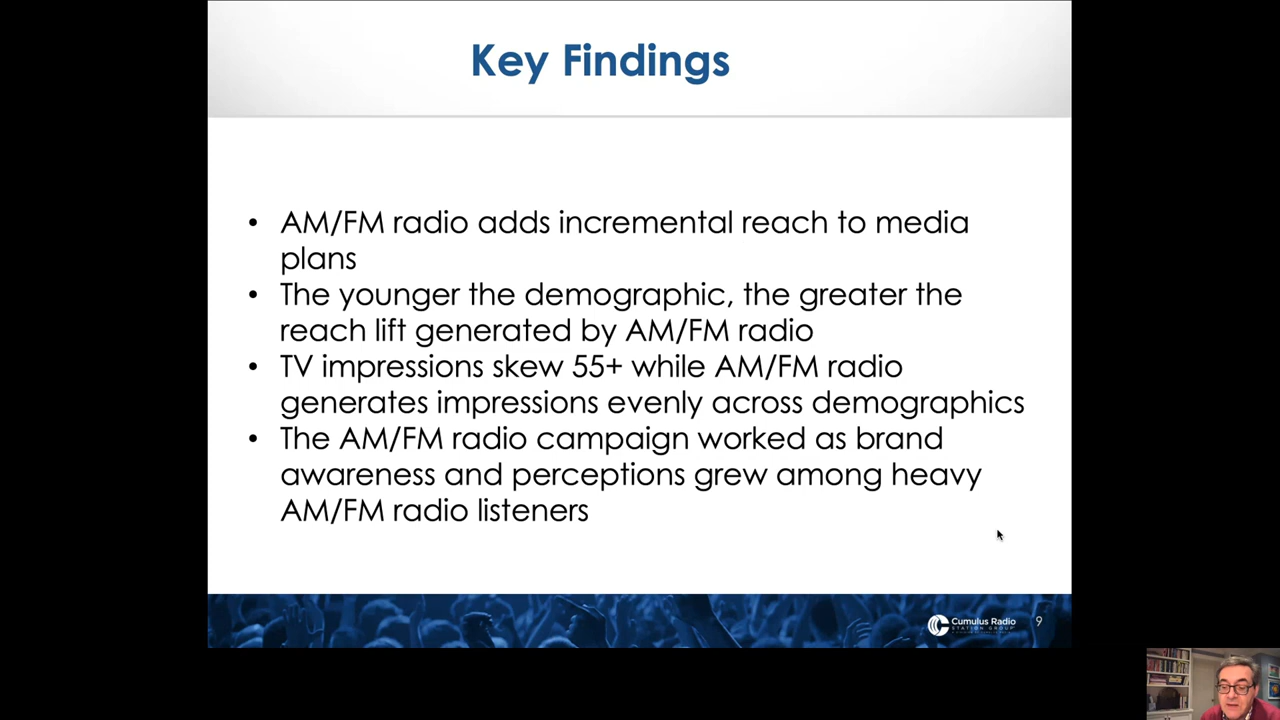 Key Findings
• AM/FM radio adds incremental reach to media
plans
• The younger the demographic, the greater the
reach lift generated by AM/FM radio
• TV impressions skew 55+ while AM/FM radio
generates impressions evenly across demographics
• The AM/FM radio campaign worked as brand
awareness and perceptions grew among heavy
AM/FM radio listeners
Cumulus Radio
STATION GROUP
9